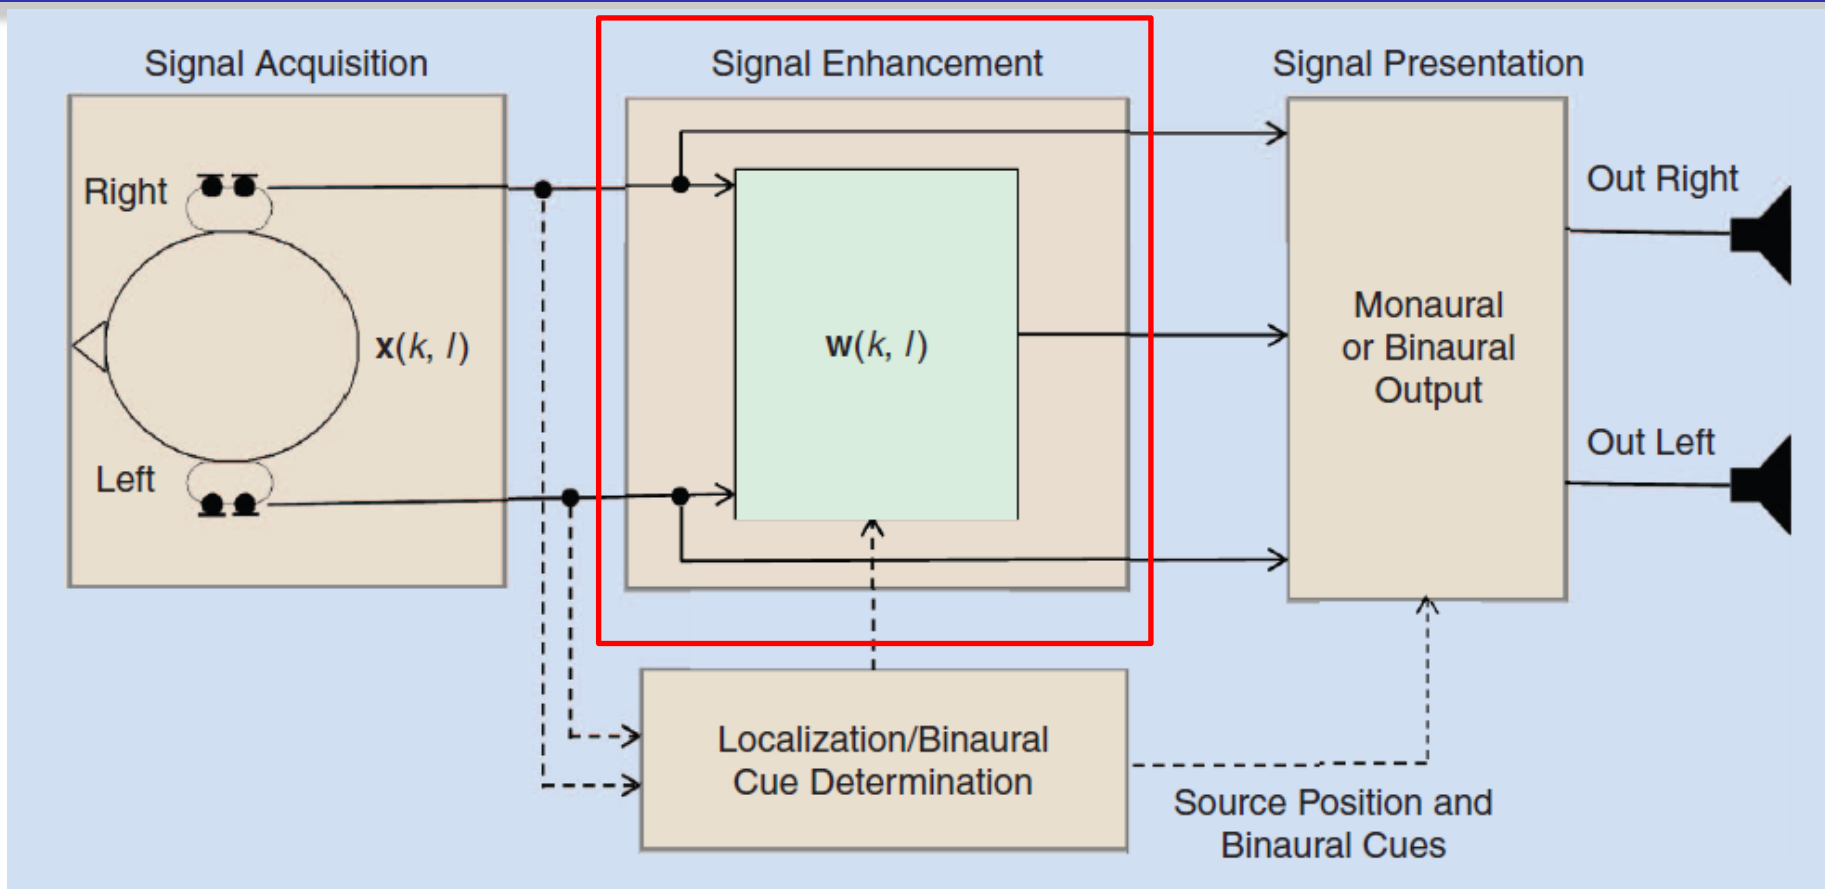 Signal Acquisition
Signal Enhancement
Signal Presentation
Right
x(k, l)
Left
w(k, l)
Monaural
or Binaural
Output
Out Right
Out Left
Localization/Binaural
Cue Determination
Source Position and
Binaural Cues